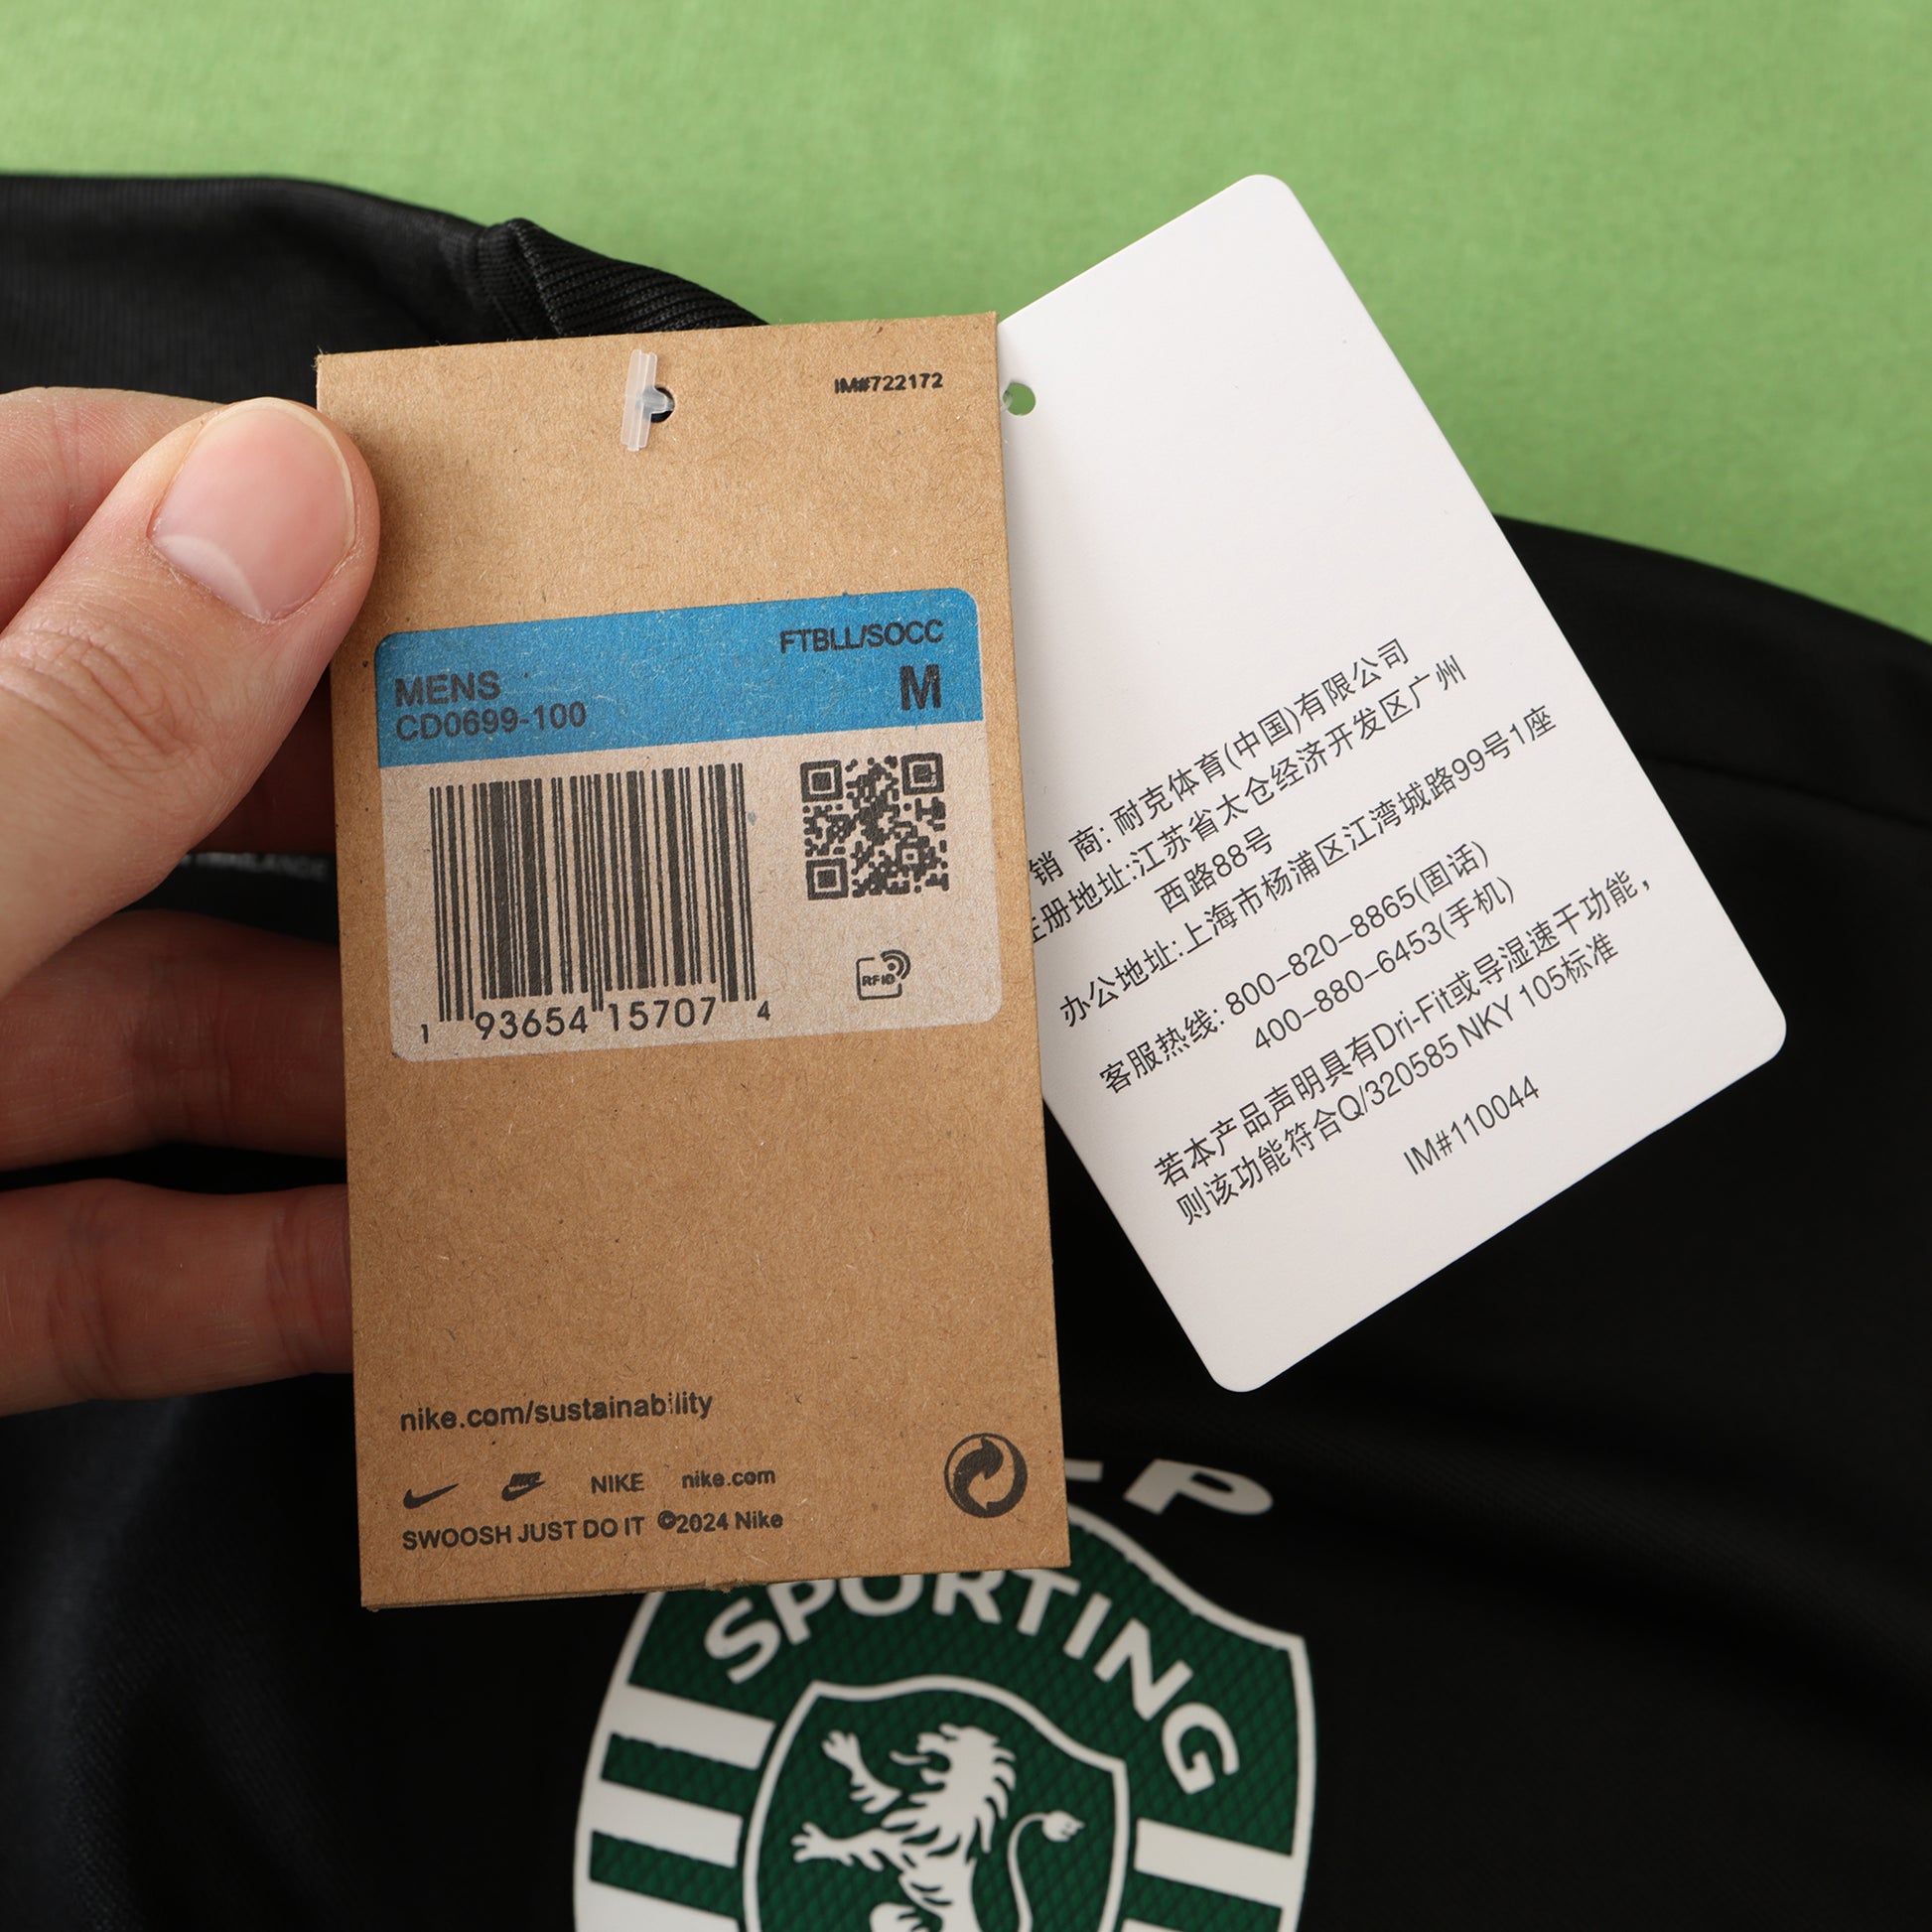 IM#722172
FTBLL/SOCC
MENS
M
CD0699-100
RFID
1 93654 15707 4
nike.com/sustainability
NIKE nike.com
SWOOSH JUST DO IT ©2024 Nike
销 商: 耐克体育(中国)有限公司
册地址:江苏省太仓经济开发区广州
西路88号
办公地址:上海市杨浦区江湾城路99号1座
客服热线: 800-820-8865(固话)
400-880-6453(手机)
若本产品声明具有Dri-Fit或导湿速干功能，
则该功能符合Q/320585 NKY 105标准
IM#110044
P
SPORTING